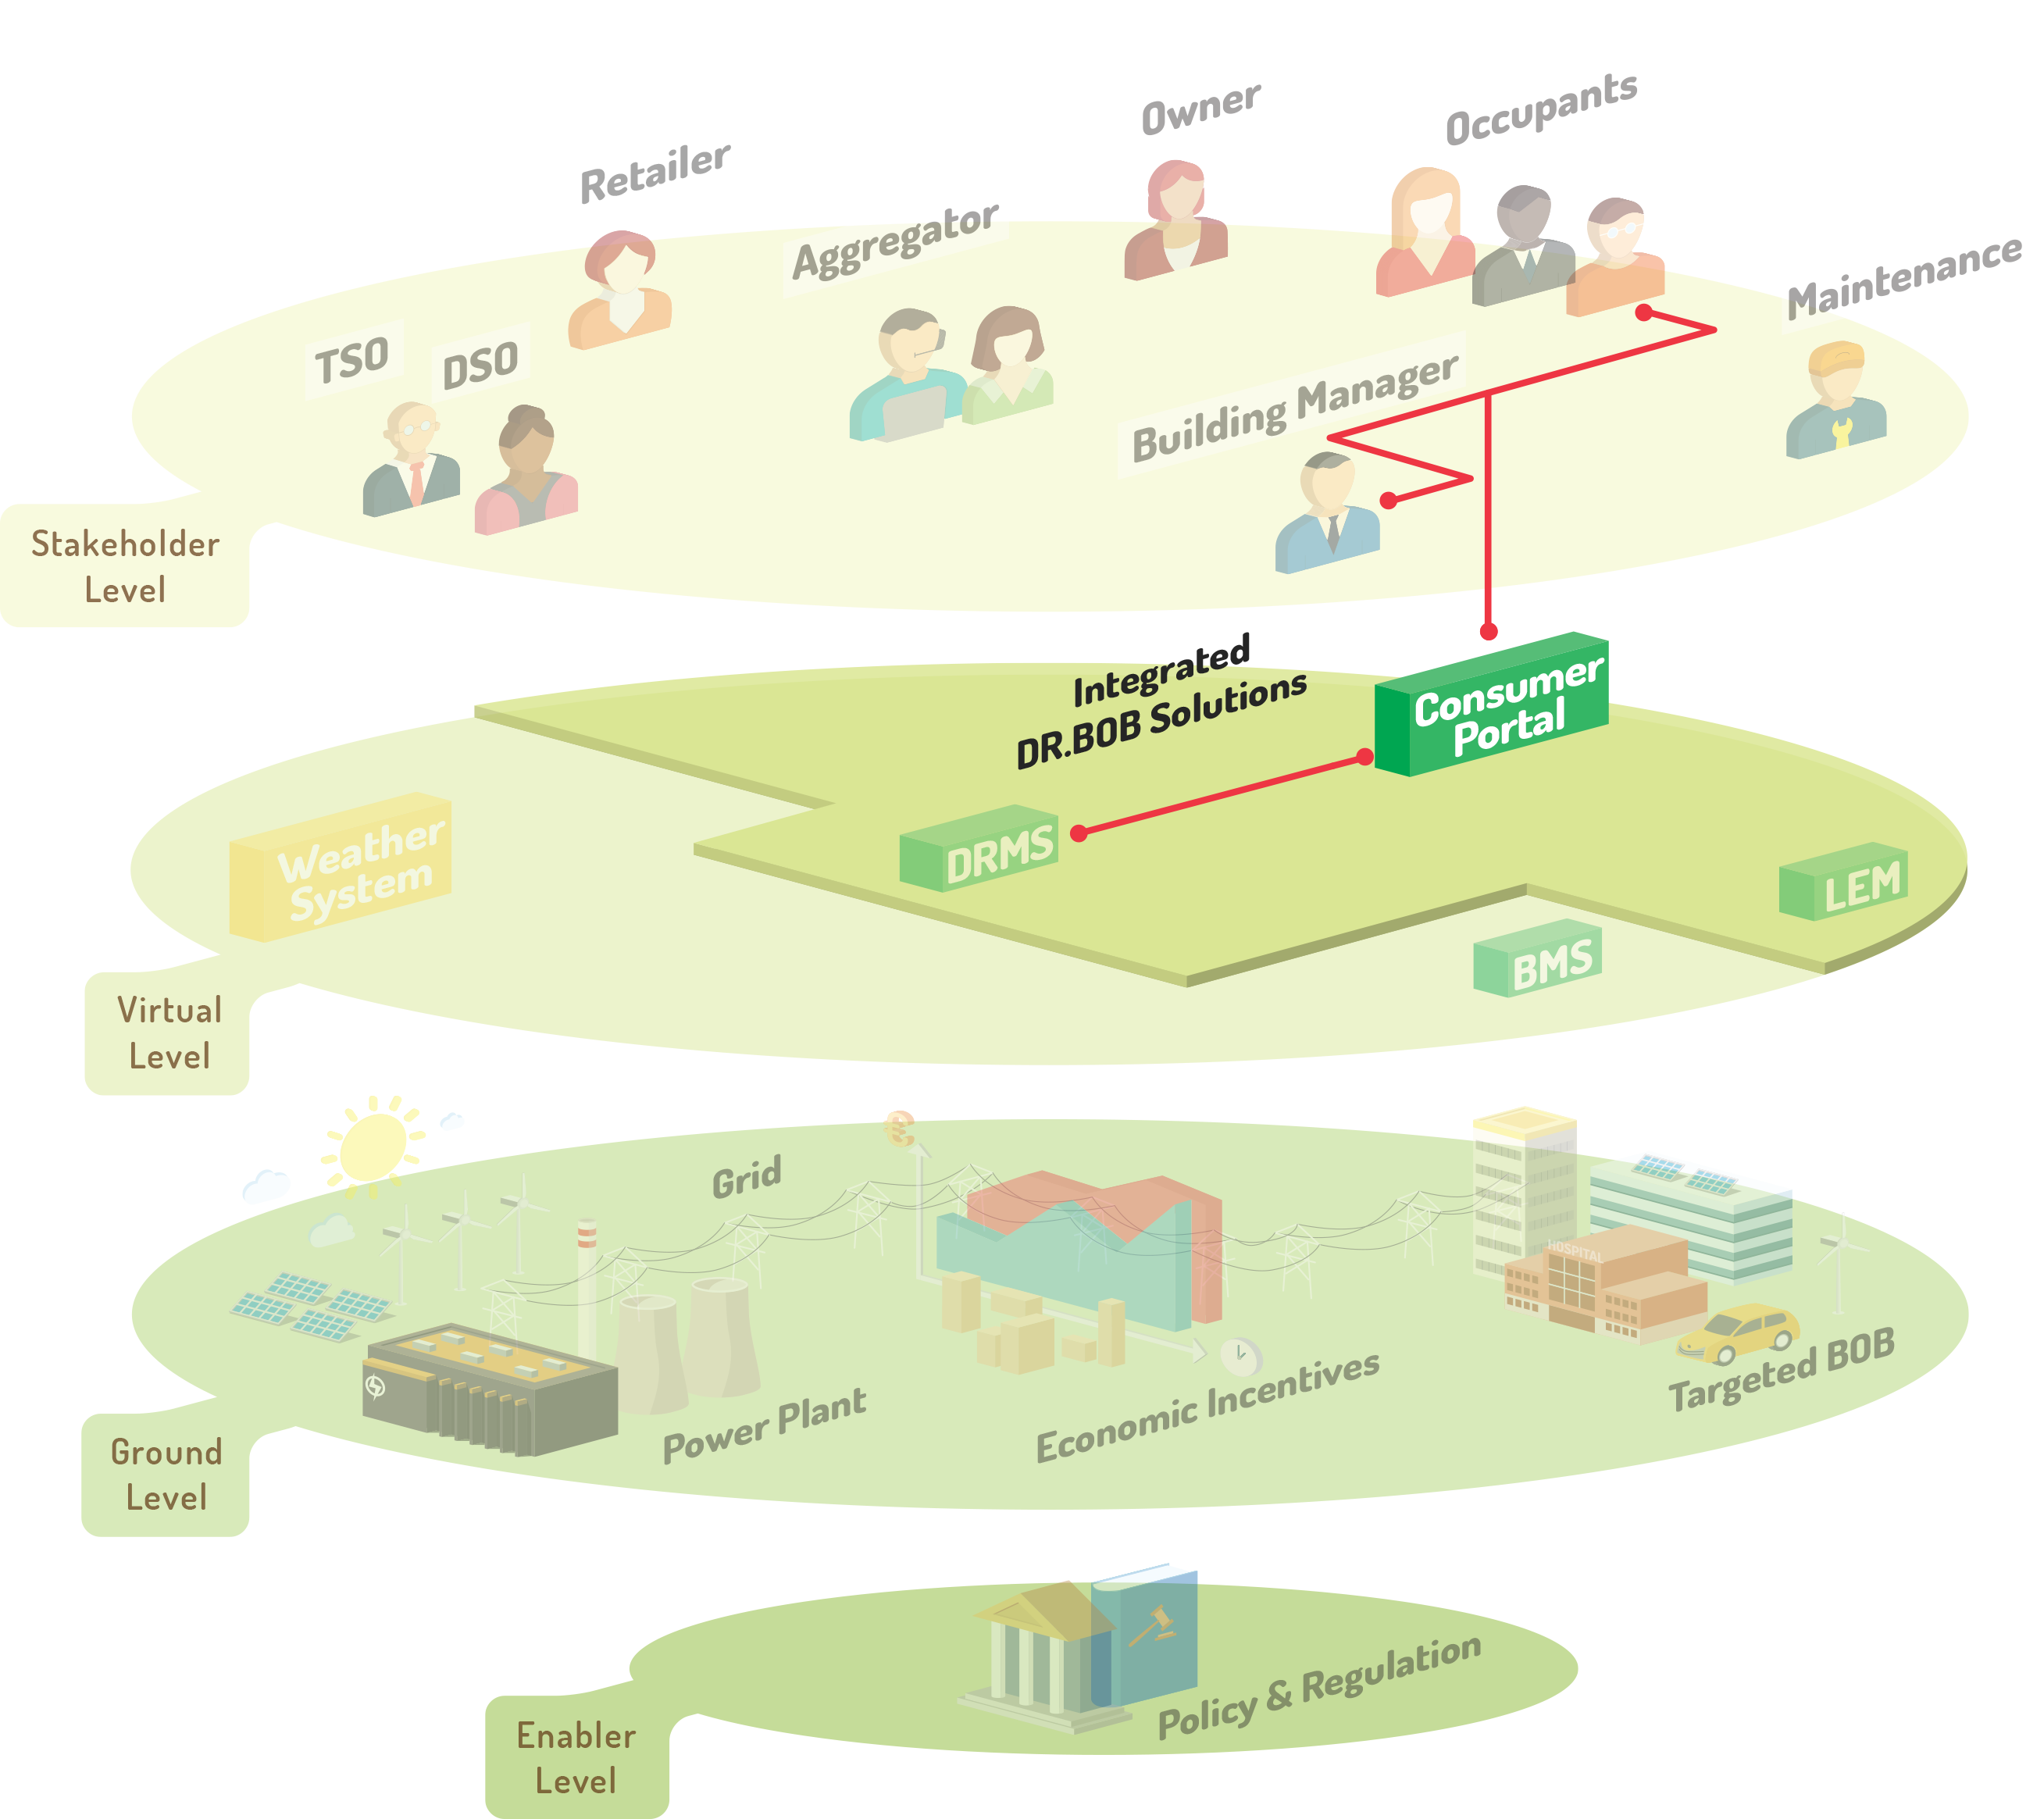 Owner
Occupants
Retailer
Aggregator
Maintenance
TSO
DSO
Building Manager
Stakeholder
Level
Integrated
DR.BOB Solutions
Consumer
Portal
Weather
System
DRMS
LEM
BMS
Virtual
Level
Grid
€
HOSPITAL
Power Plant
Economic Incentives
Targeted BOB
Ground
Level
Policy & Regulation
Enabler
Level